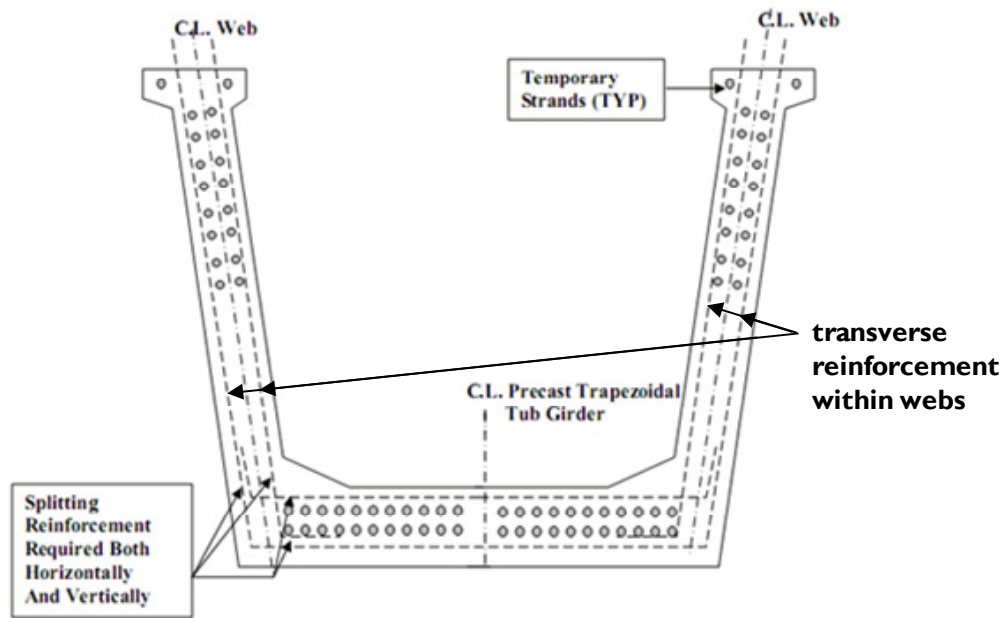 C.L. Web
C.L. Web
Temporary
Strands (TYP)
transverse
reinforcement
within webs
C.L. Precast Trapezoidal
Tub Girder
Splitting
Reinforcement
Required Both
Horizontally
And Vertically